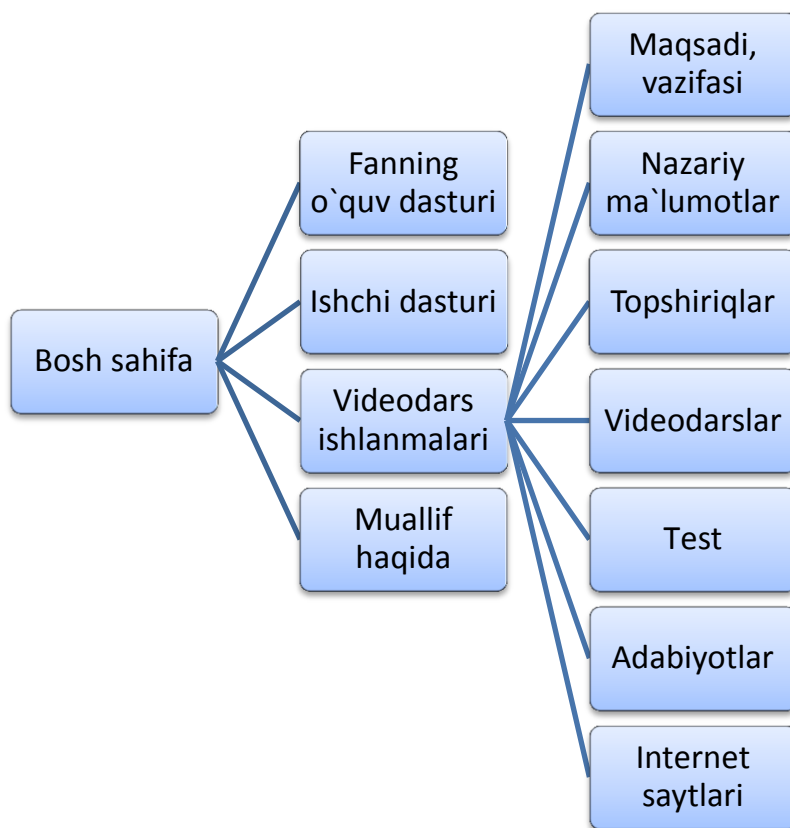 Bosh sahifa
Fanning
o`quv dasturi
Ishchi dasturi
Videodars
ishlanmalari
Muallif
haqida
Maqsadi,
vazifasi
Nazariy
ma`lumotlar
Topshiriqlar
Videodarslar
Test
Adabiyotlar
Internet
saytlari